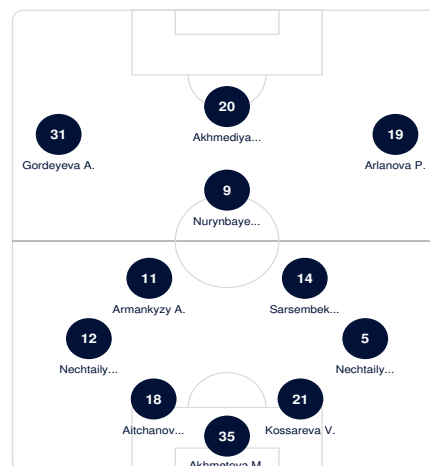 20
Akhmediya...
31
Gordeyeva A.
19
Arlanova P.
9
Nurynbaye...
11
Armankyzy A.
14
Sarsembek...
12
Nechtaily...
5
Nechtaily...
18
Aitchanov...
21
Kossareva V.
35
Akhmetova M.